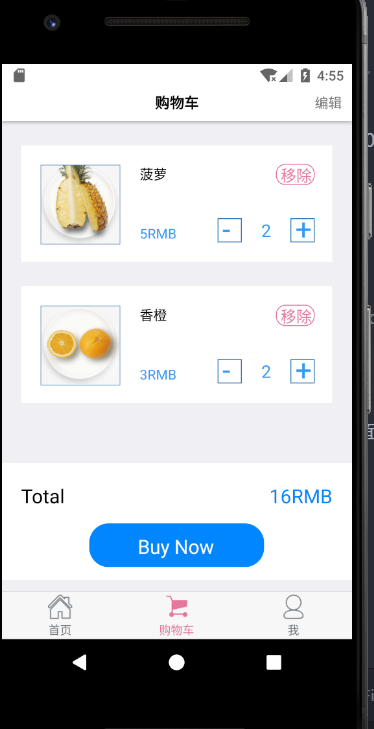 4:55
购物车 编辑
菠萝 移除
5RMB - 2 +
香橙 移除
3RMB - 2 +
Total 16RMB
Buy Now
首页 购物车 我